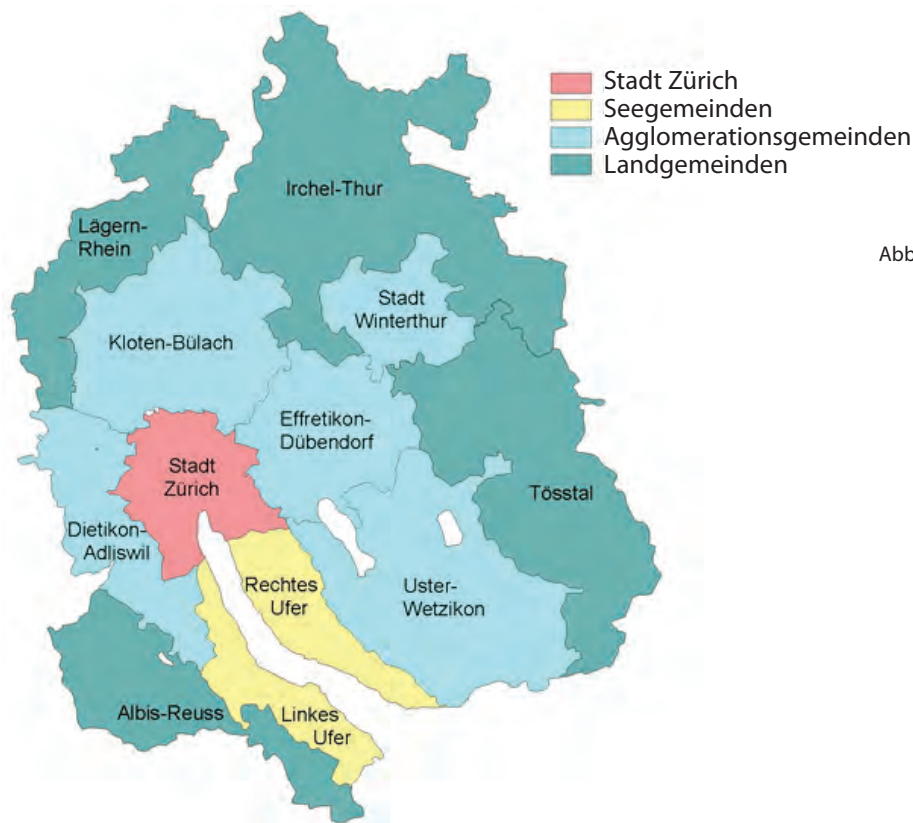 Stadt Zürich
Seegemeinden
Agglomerationsgemeinden
Landgemeinden
Irchel-Thur
Lägern-
Rhein
Abb
Stadt
Winterthur
Kloten-Bülach
Effretikon-
Dübendorf
Stadt
Zürich
Tösstal
Dietikon-
Adliswil
Rechtes
Ufer
Uster-
Wetzikon
Albis-Reuss
Linkes
Ufer